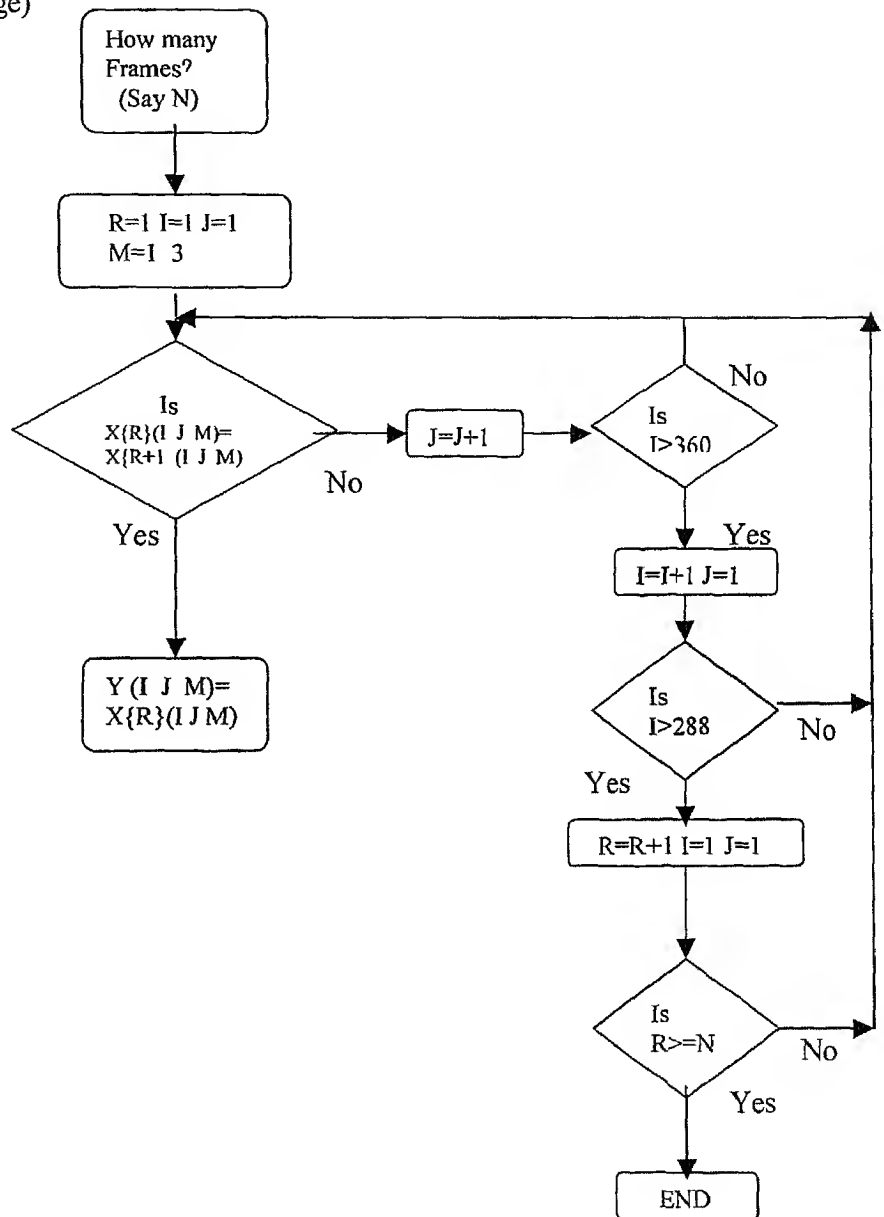 ge)
How many
Frames?
(Say N)
R=1 I=1 J=1
M=1 3
Is
X{R}(I J M)=
X{R+1 (I J M)
No
Yes
J=J+1
Is
I>360
No
Yes
I=I+1 J=1
Is
I>288
No
Yes
R=R+1 I=1 J=1
Is
R>=N
No
Yes
END
Y (I J M)=
X{R}(I J M)